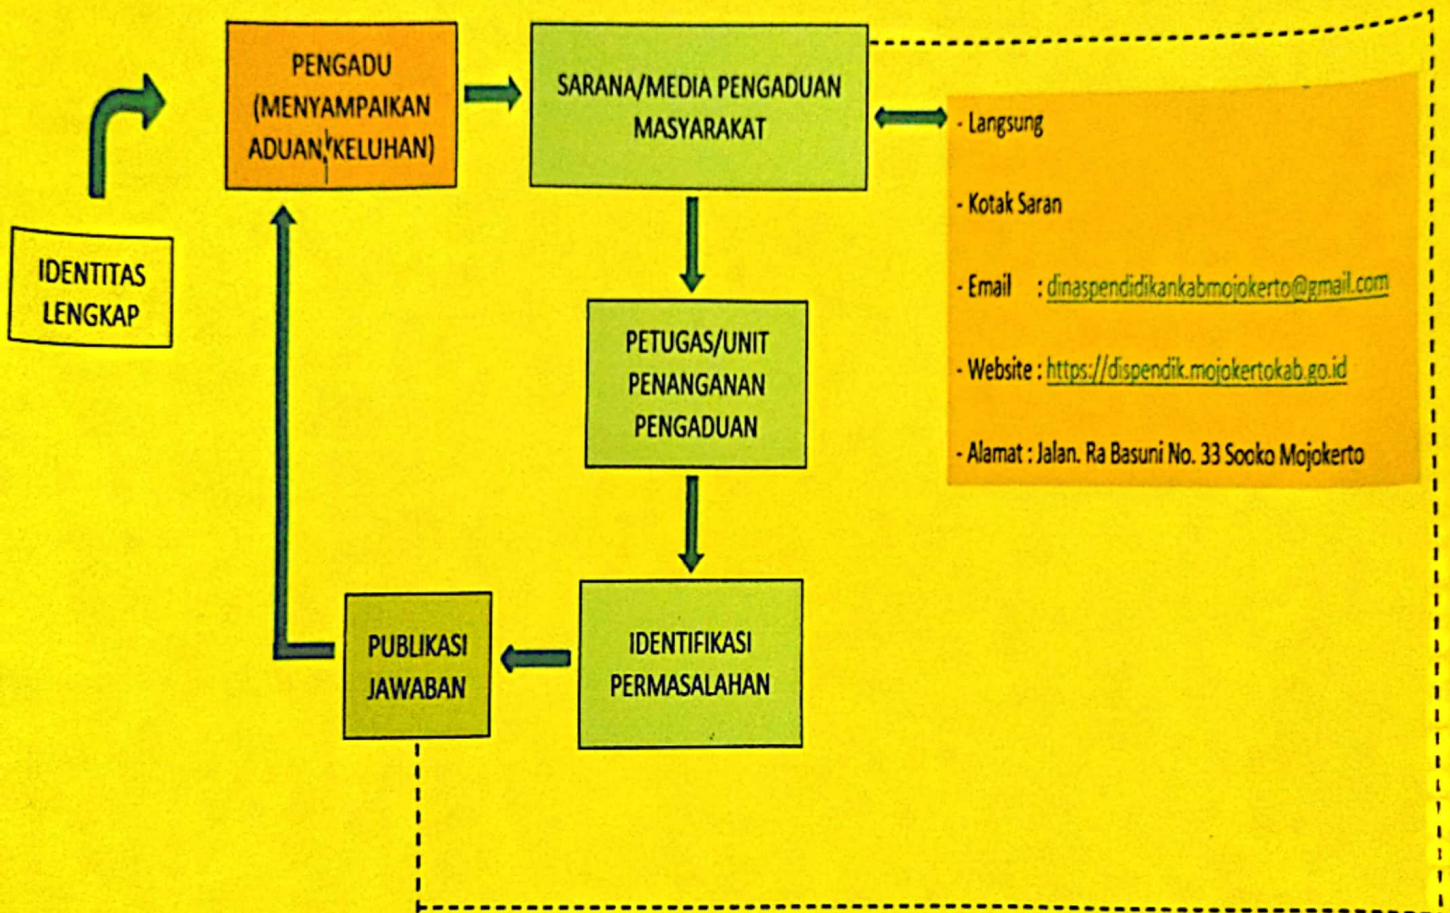 PENGADU
(MENYAMPAIKAN
ADUAN/KELUHAN)
SARANA/MEDIA PENGADUAN
MASYARAKAT
- Langsung
- Kotak Saran
- Email : dinaspendidikankabmojokerto@gmail.com
- Website : https://dispendik.mojokertokab.go.id
- Alamat : Jalan. Ra Basuni No. 33 Sooko Mojokerto
IDENTITAS
LENGKAP
PETUGAS/UNIT
PENANGANAN
PENGADUAN
IDENTIFIKASI
PERMASALAHAN
PUBLIKASI
JAWABAN